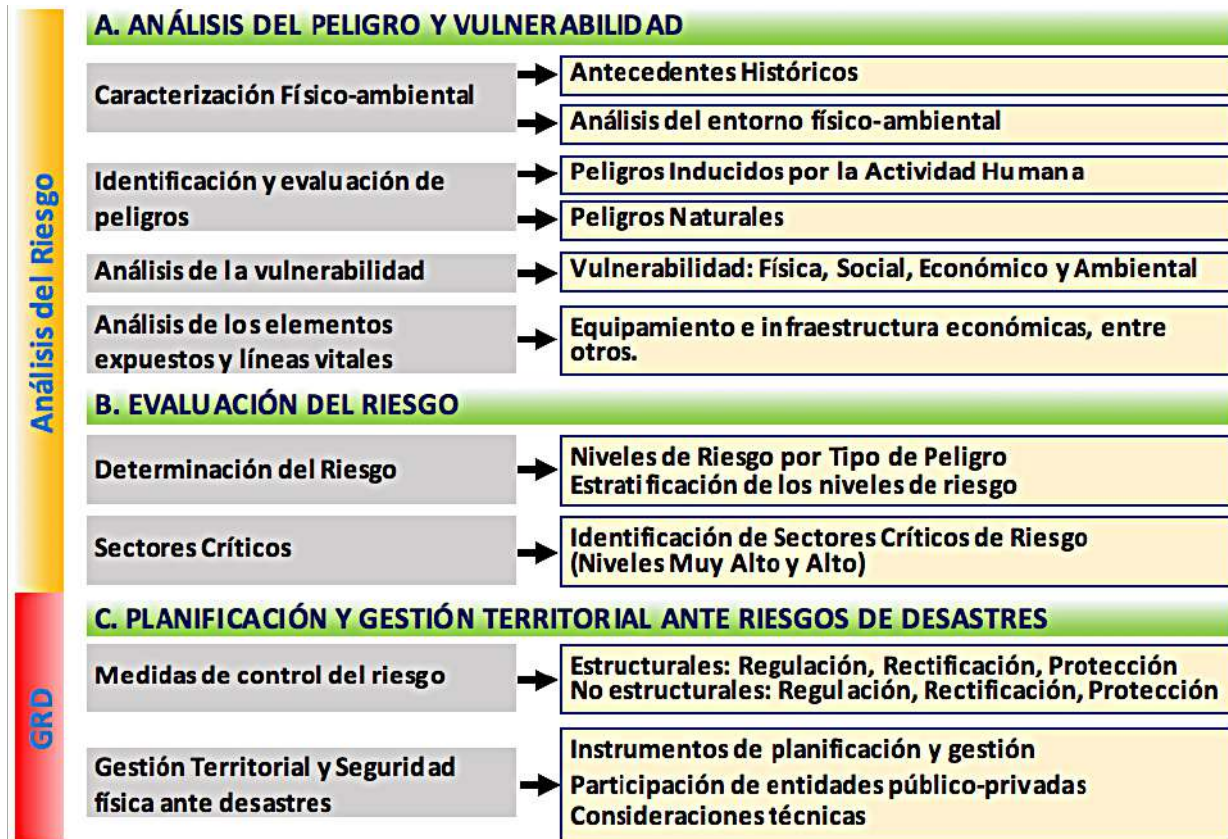 Análisis del Riesgo
A. ANÁLISIS DEL PELIGRO Y VULNERABILIDAD
Caracterización Físico-ambiental
Antecedentes Históricos
Análisis del entorno físico-ambiental
Identificación y evaluación de
peligros
Peligros Inducidos por la Actividad Humana
Peligros Naturales
Análisis de la vulnerabilidad
Vulnerabilidad: Física, Social, Económico y Ambiental
Análisis de los elementos
expuestos y líneas vitales
Equipamiento e infraestructura económicas, entre
otros.
B. EVALUACIÓN DEL RIESGO
Determinación del Riesgo
Niveles de Riesgo por Tipo de Peligro
Estratificación de los niveles de riesgo
Sectores Críticos
Identificación de Sectores Críticos de Riesgo
(Niveles Muy Alto y Alto)
GRD
C. PLANIFICACIÓN Y GESTIÓN TERRITORIAL ANTE RIESGOS DE DESASTRES
Medidas de control del riesgo
Estructurales: Regulación, Rectificación, Protección
No estructurales: Regulación, Rectificación, Protección
Gestión Territorial y Seguridad
física ante desastres
Instrumentos de planificación y gestión
Participación de entidades público-privadas
Consideraciones técnicas